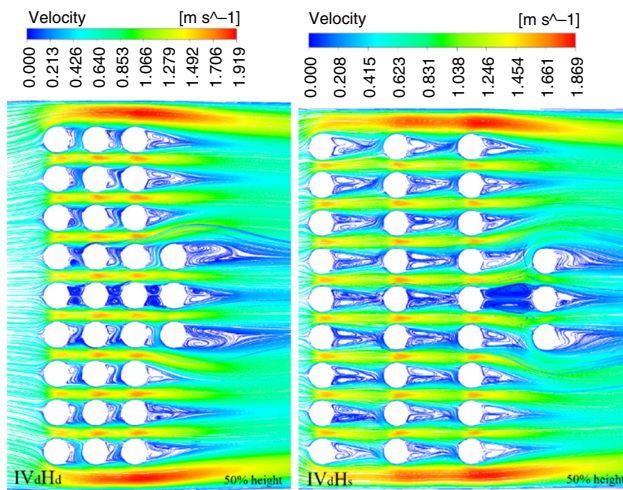 Velocity [m s^–1]
0.000 0.213 0.426 0.640 0.853 1.066 1.279 1.492 1.706 1.919
Velocity [m s^–1]
0.000 0.208 0.415 0.623 0.831 1.038 1.246 1.454 1.661 1.869
IVdHd 50% height
IVdHs 50% height